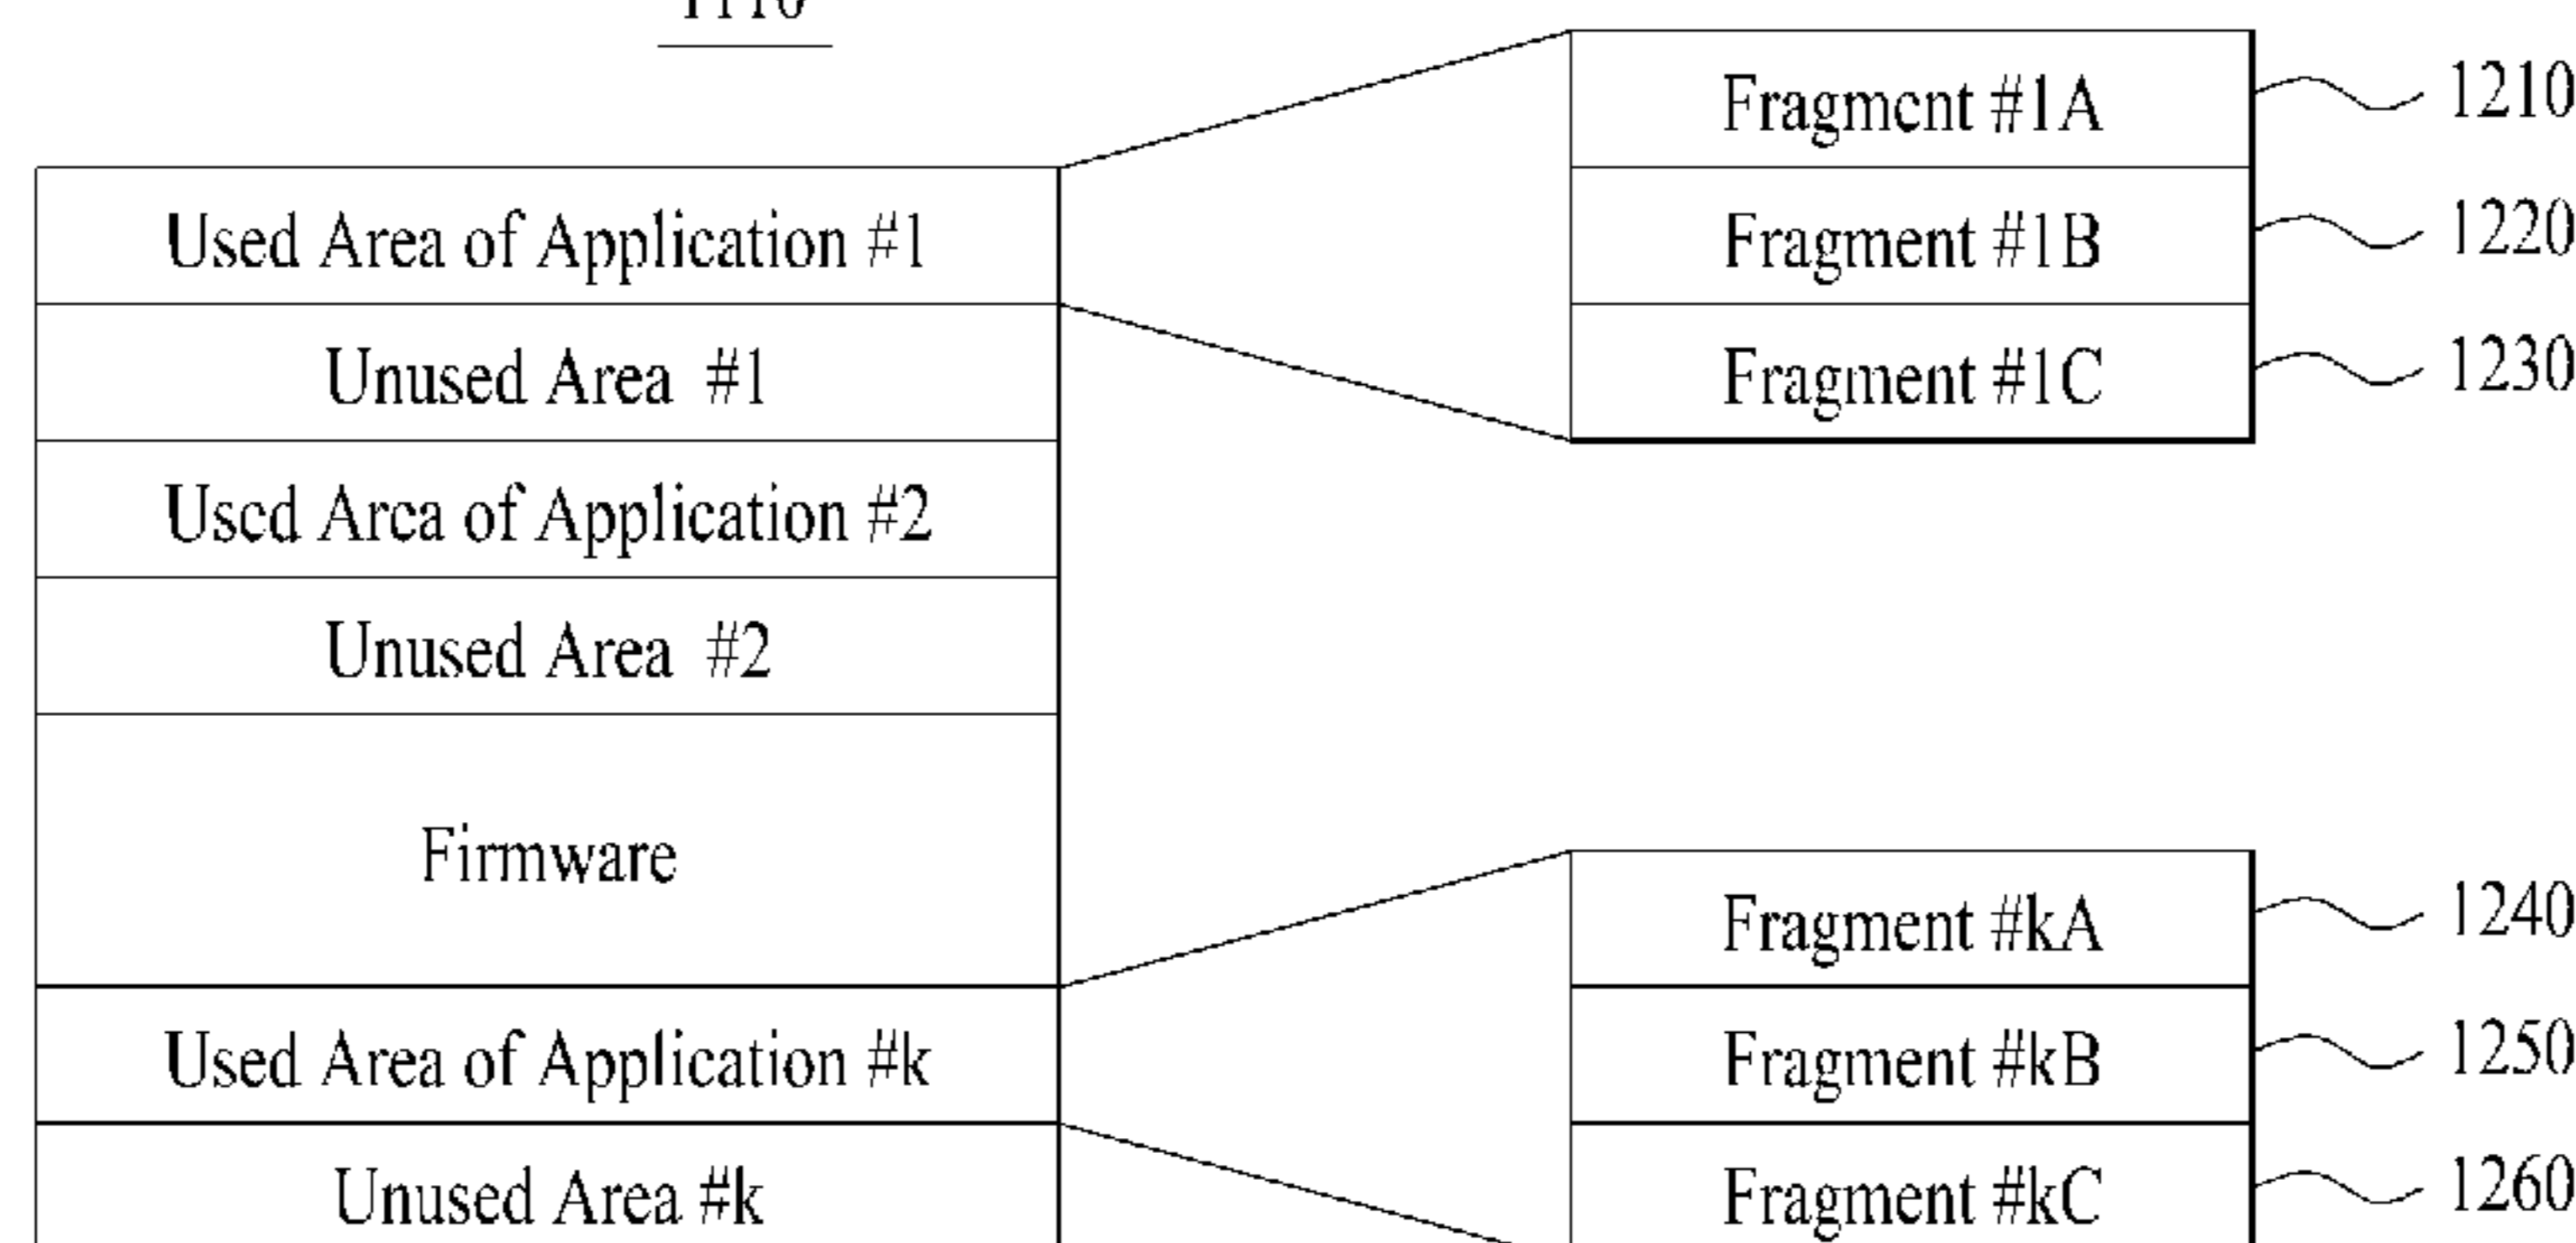 Fragment #1A 1210
Used Area of Application #1
Fragment #1B 1220
Unused Area #1
Fragment #1C 1230
Used Area of Application #2
Unused Area #2
Firmware
Fragment #kA 1240
Used Area of Application #k
Fragment #kB 1250
Unused Area #k
Fragment #kC 1260